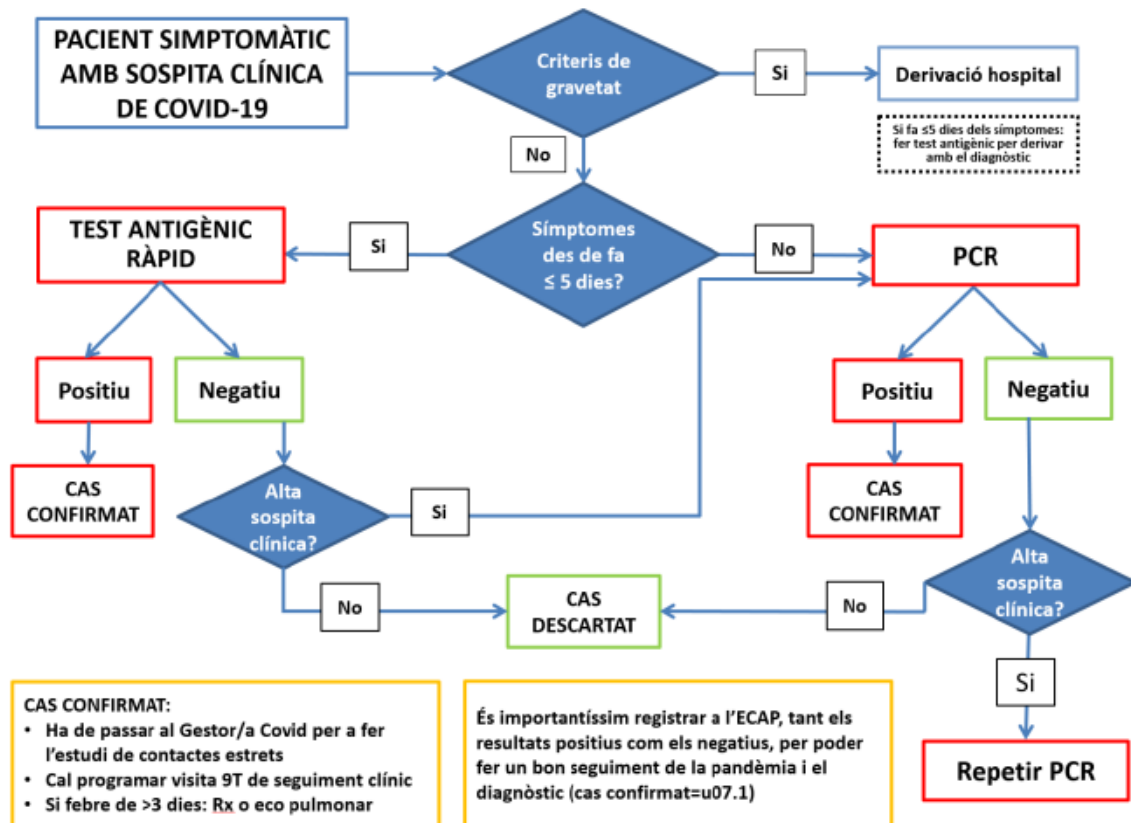 PACIENT SIMPTOMÀTIC
AMB SOSPITA CLÍNICA
DE COVID-19
Criteris de
gravetat
Si
Derivació hospital
Si fa ≤5 dies dels símptomes:
fer test antigènic per derivar
amb el diagnòstic
No
TEST ANTIGÈNIC
RÀPID
Si
Símptomes
des de fa
≤ 5 dies?
No
PCR
Positiu
Negatiu
Positiu
Negatiu
CAS
CONFIRMAT
Alta
sospita
clínica?
Si
CAS
CONFIRMAT
Alta
sospita
clínica?
No
CAS
DESCARTAT
No
Si
Repetir PCR
CAS CONFIRMAT:
• Ha de passar al Gestor/a Covid per a fer
l'estudi de contactes estrets
• Cal programar visita 9T de seguiment clínic
• Si febre de >3 dies: Rx o eco pulmonar
És importantíssim registrar a l'ECAP, tant els
resultats positius com els negatius, per poder
fer un bon seguiment de la pandèmia i el
diagnòstic (cas confirmat=u07.1)